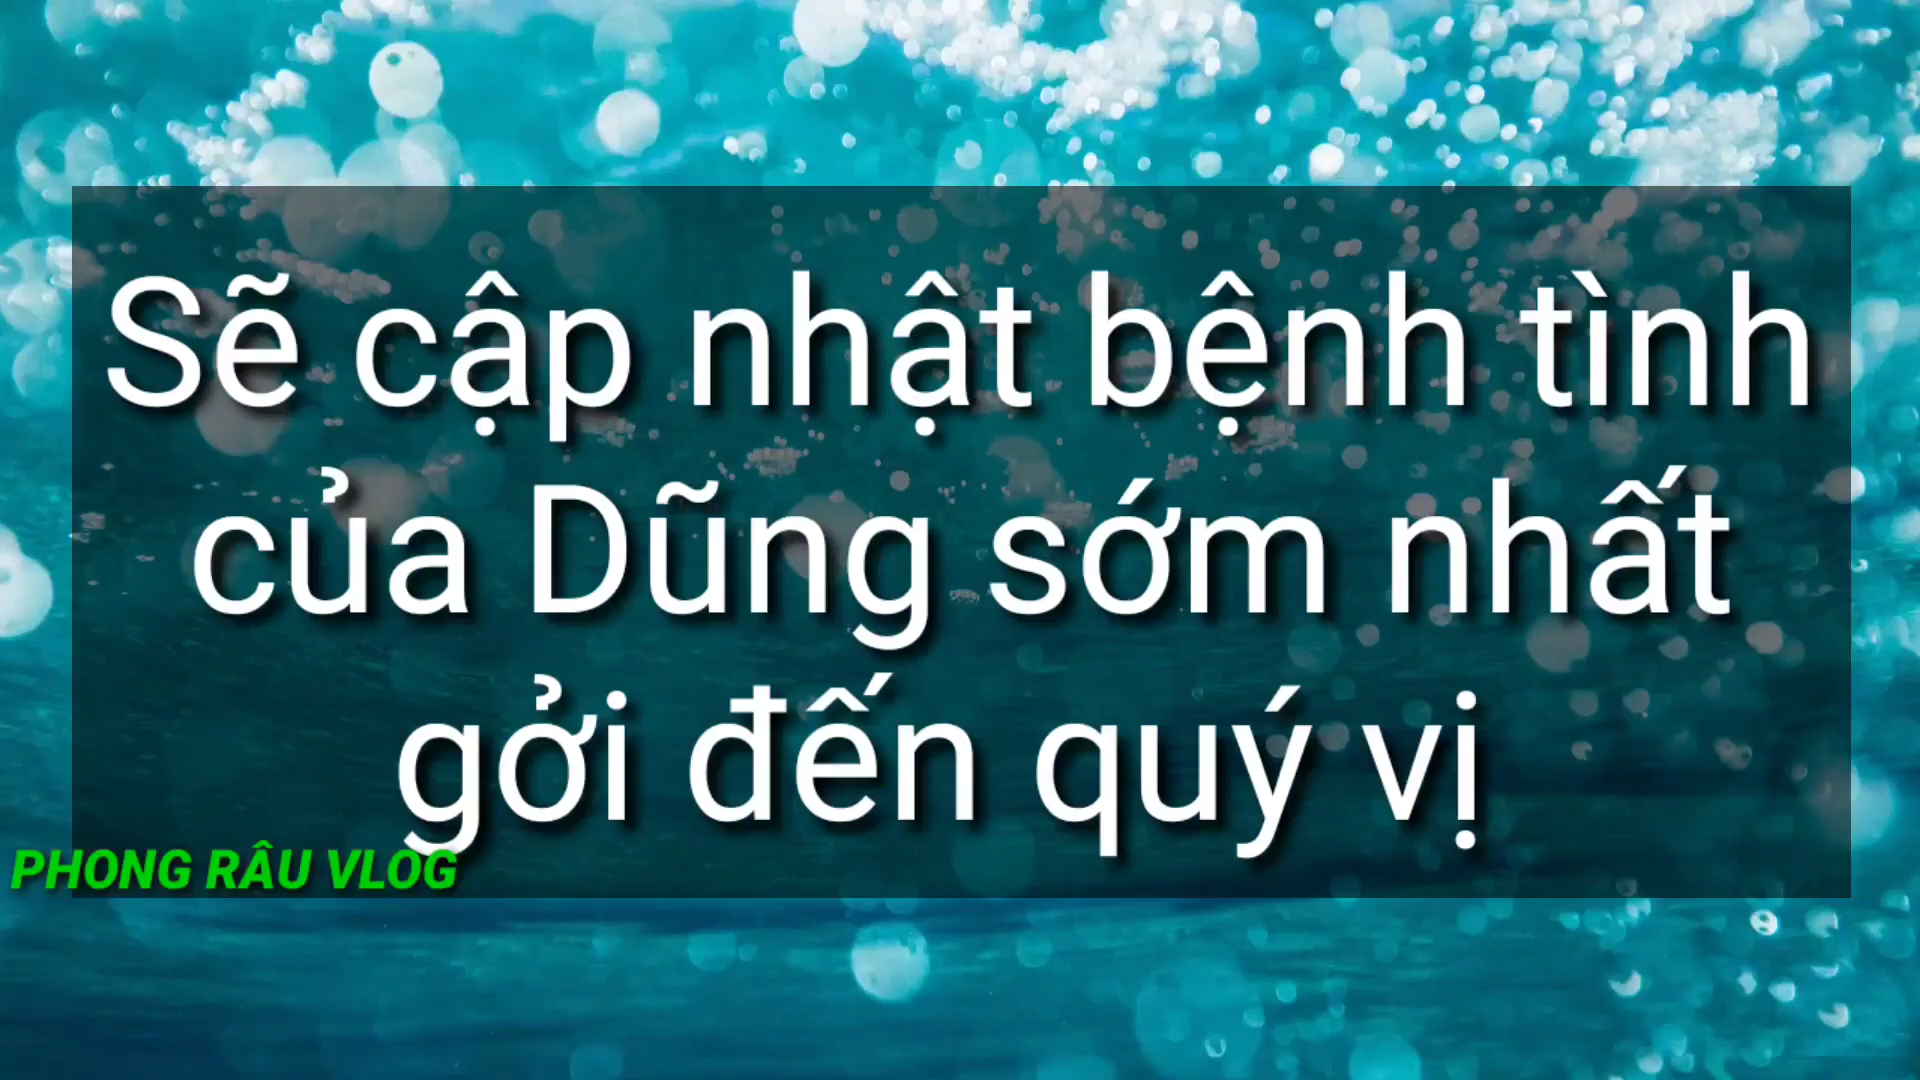 Sẽ cập nhật bệnh tình
của Dũng sớm nhất
gởi đến quý vị
PHONG RÂU VLOG